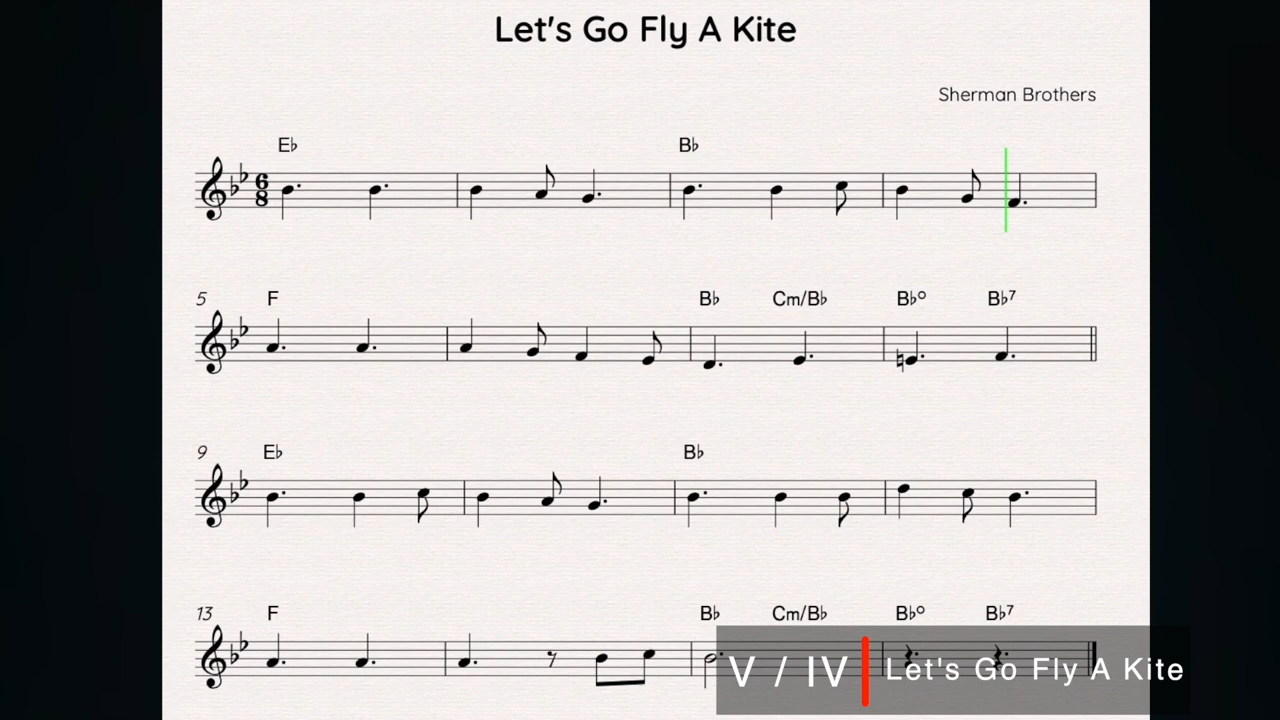 Let's Go Fly A Kite
Sherman Brothers
E♭ B♭
6
8
5 F B♭ Cm/B♭ B♭° B♭7
9 E♭ B♭
13 F B♭ Cm/B♭ B♭° B♭7
V / IV Let's Go Fly A Kite